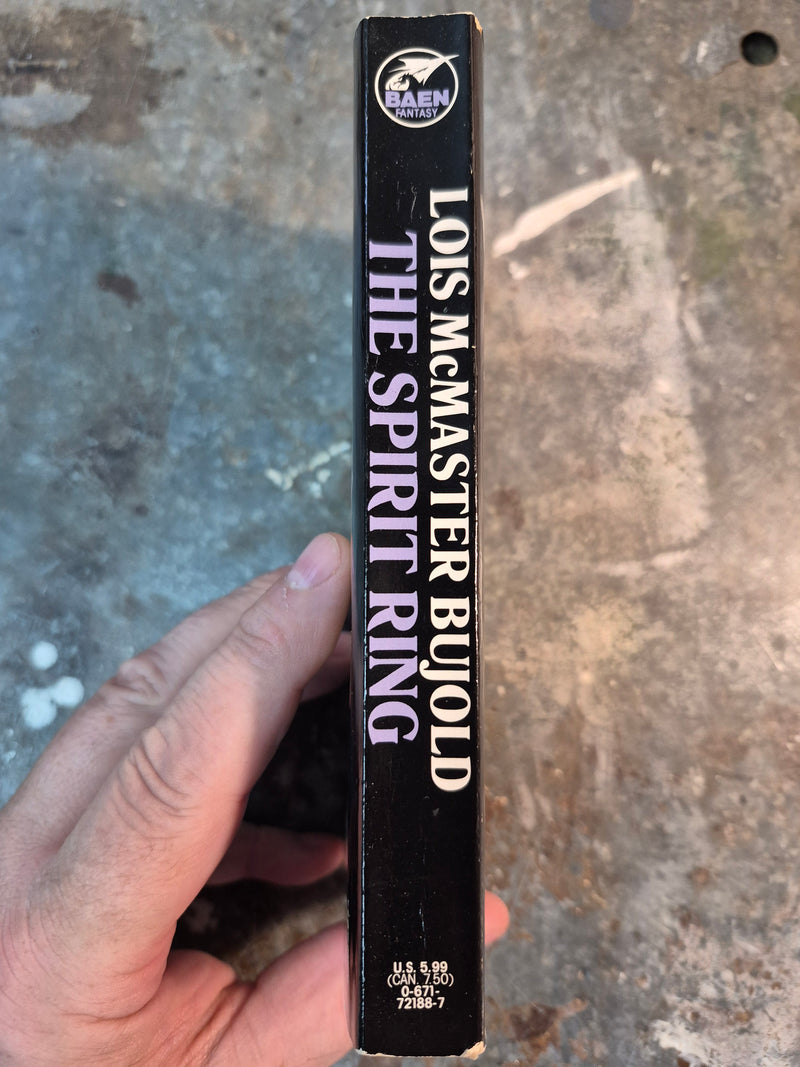 BAEN
FANTASY
LOIS McMASTER BUJOLD
THE SPIRIT RING
U.S. 5.99
(CAN. 7.50)
0-671-
72188-7